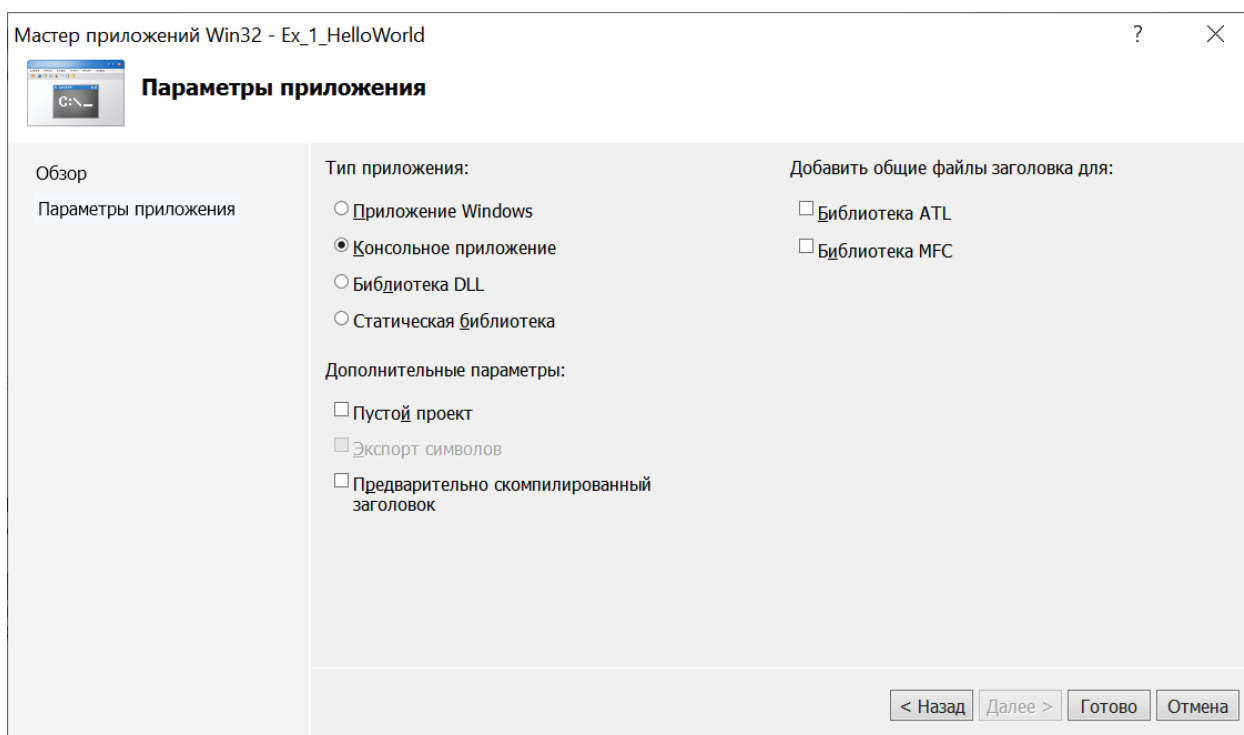 Мастер приложений Win32 - Ex_1_HelloWorld
?
C:\_
Параметры приложения
Обзор
Параметры приложения
Тип приложения:
Приложение Windows
Консольное приложение
Библиотека DLL
Статическая библиотека
Дополнительные параметры:
Пустой проект
Экспорт символов
Предварительно скомпилированный
заголовок
Добавить общие файлы заголовка для:
Библиотека ATL
Библиотека MFC
< Назад
Далее >
Готово
Отмена